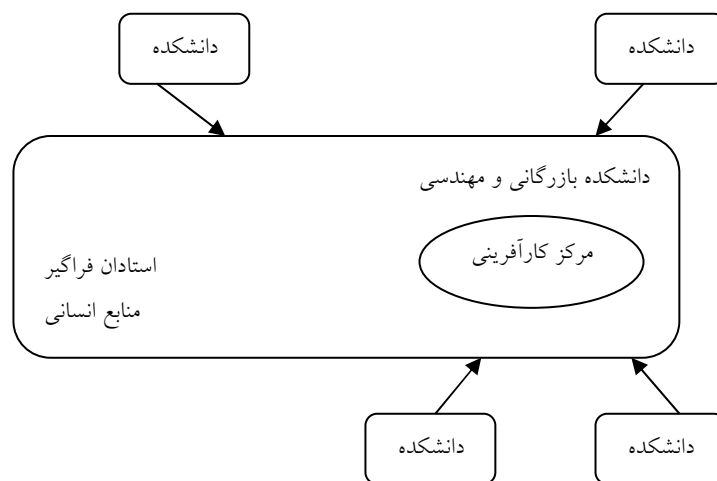 دانشکده
دانشکده
دانشکده بازرگانی و مهندسی
مرکز کارآفرینی
استادان فراگیر
منابع انسانی
دانشکده
دانشکده